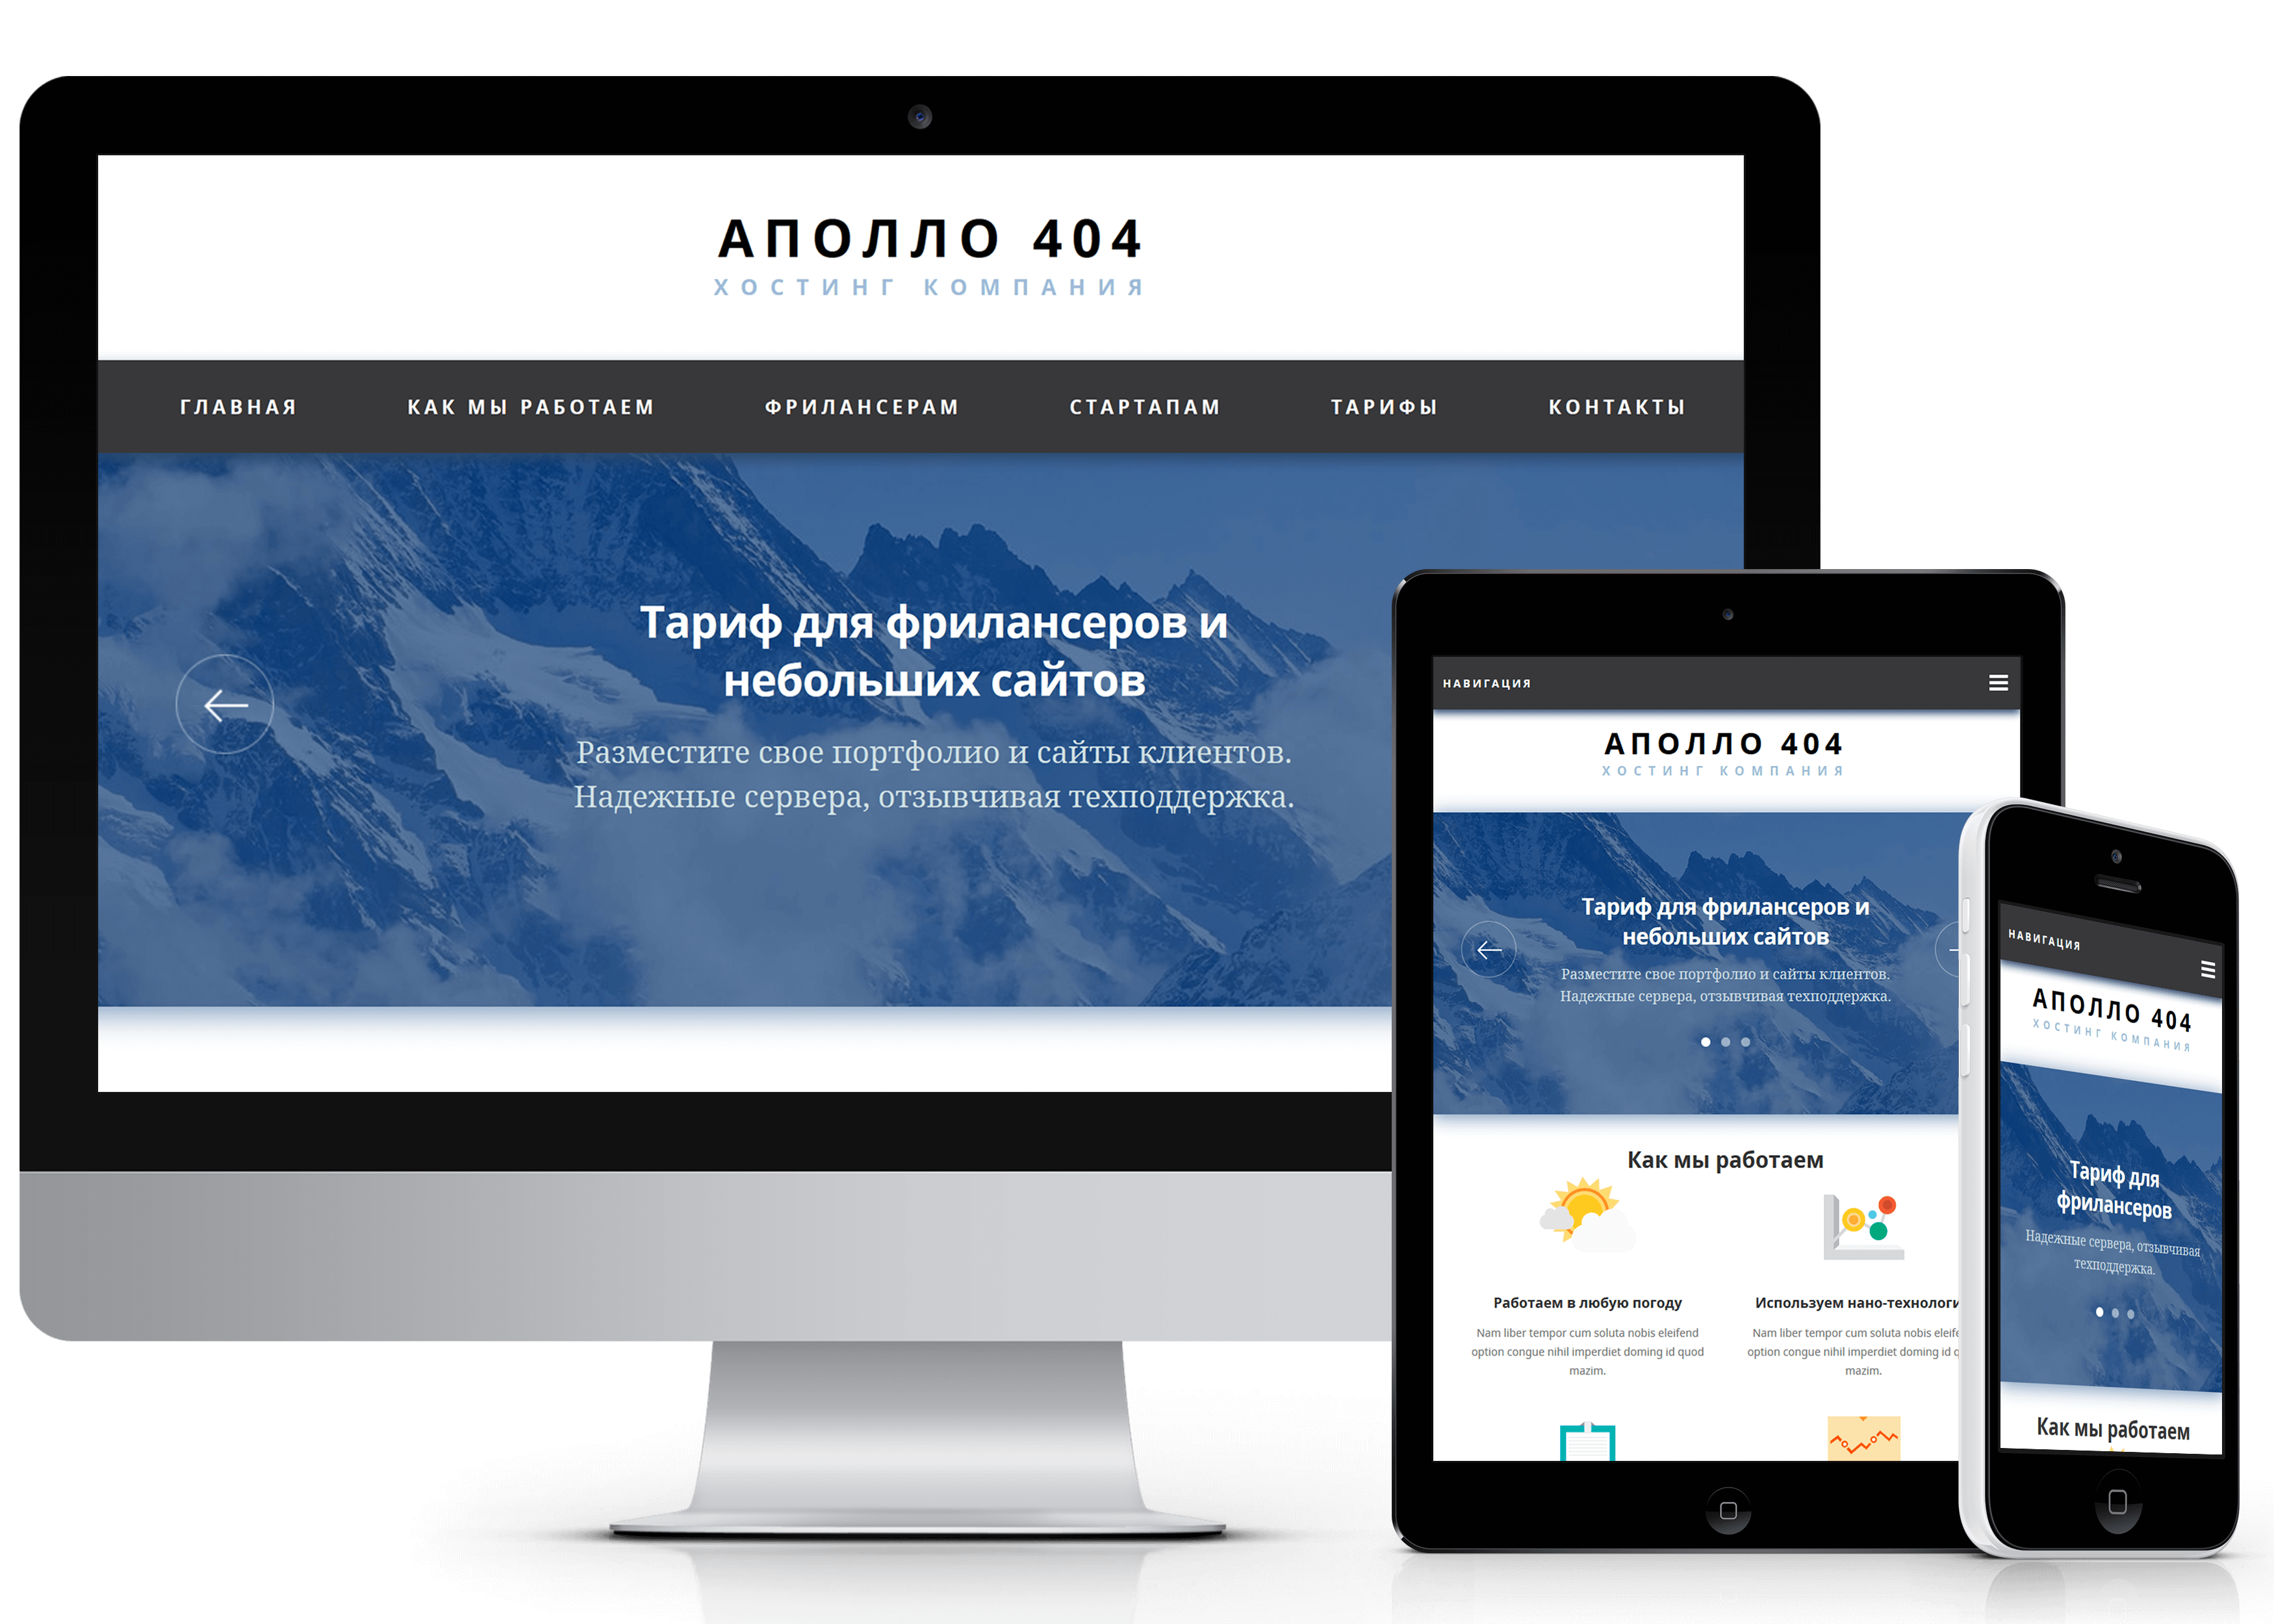 АПОЛЛО 404
ХОСТИНГ КОМПАНИЯ
ГЛАВНАЯ КАК МЫ РАБОТАЕМ ФРИЛАНСЕРАМ СТАРТАПАМ ТАРИФЫ КОНТАКТЫ
Тариф для фрилансеров и
небольших сайтов
Разместите свое портфолио и сайты клиентов.
Надежные сервера, отзывчивая техподдержка.
НАВИГАЦИЯ
АПОЛЛО 404
ХОСТИНГ КОМПАНИЯ
Тариф для фрилансеров и
небольших сайтов
Разместите свое портфолио и сайты клиентов.
Надежные сервера, отзывчивая техподдержка.
Как мы работаем
Работаем в любую погоду
Nam liber tempor cum soluta nobis eleifend
option congue nihil imperdiet doming id quod
mazim.
Используем нано-технологи
Nam liber tempor cum soluta nobis eleif
option congue nihil imperdiet doming id q
mazim.
НАВИГАЦИЯ
АПОЛЛО 404
ХОСТИНГ КОМПАНИЯ
Тариф для
фрилансеров
Надежные сервера, отзывчивая
техподдержка.
Как мы работаем